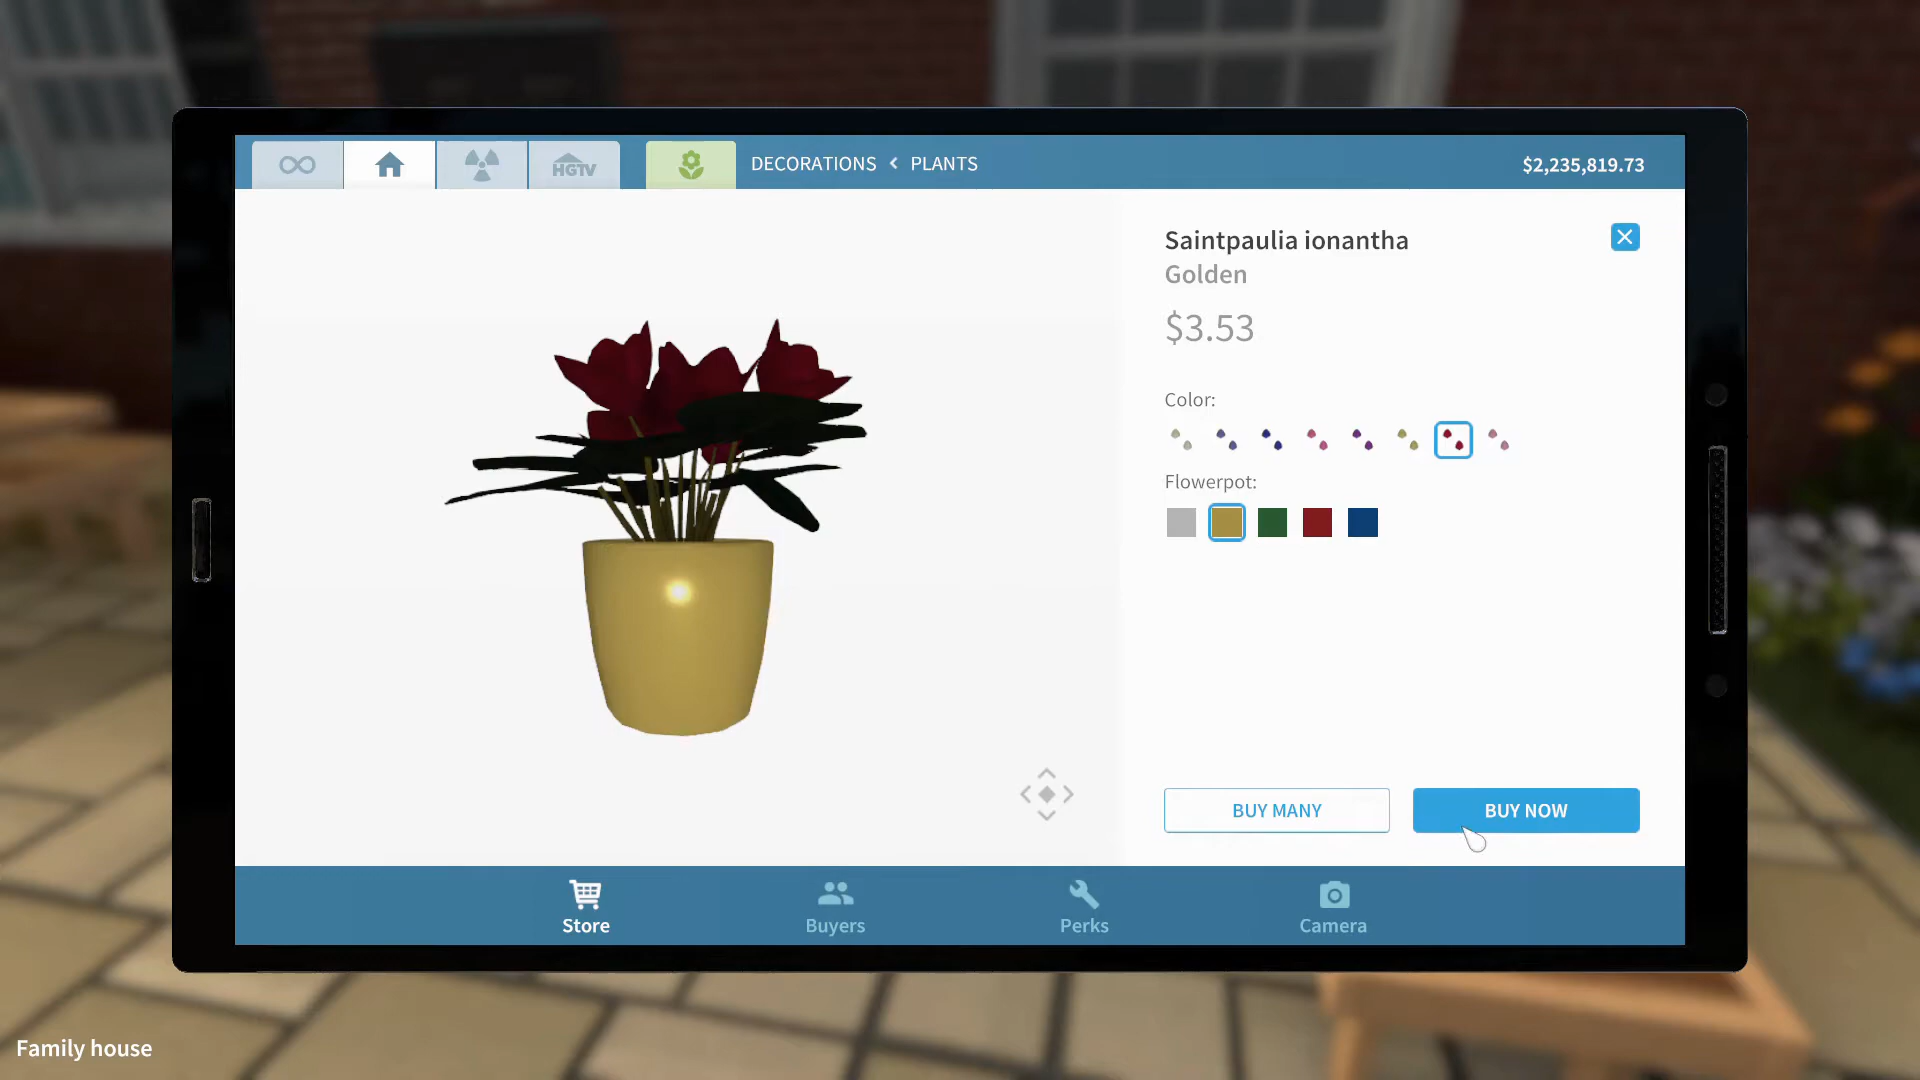 HGTV
DECORATIONS < PLANTS
$2,235,819.73
Saintpaulia ionantha
Golden
$3.53
Color:
Flowerpot:
BUY MANY
BUY NOW
Store
Buyers
Perks
Camera
Family house